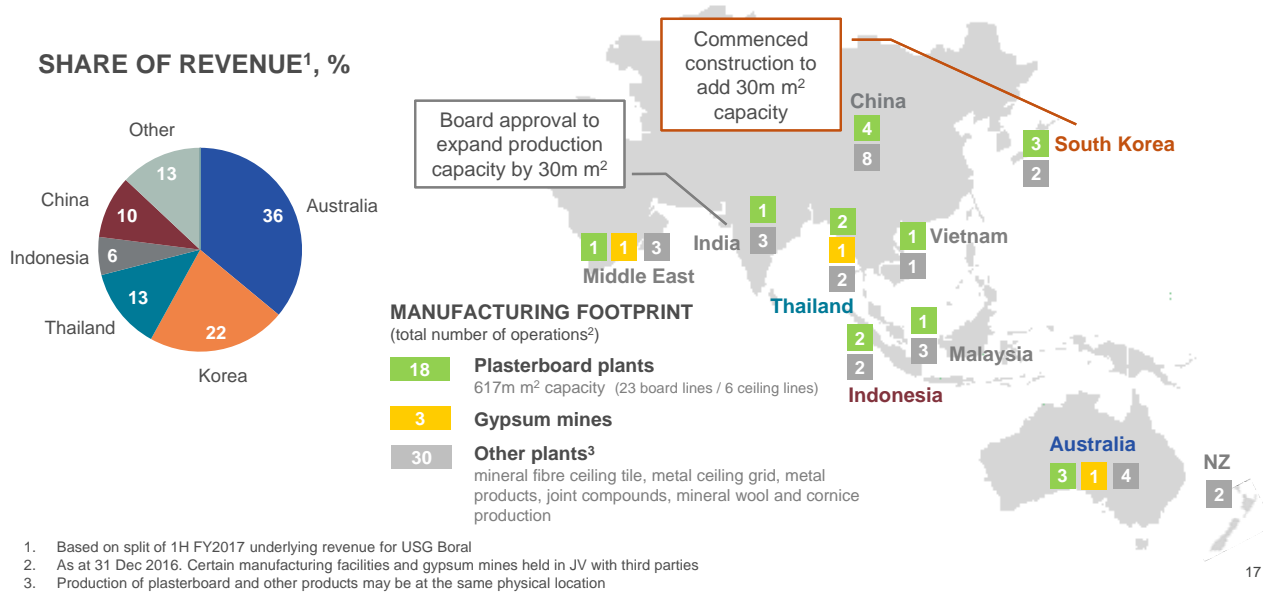 SHARE OF REVENUE¹, %
Other
13
China
10
36
Australia
Indonesia
6
13
Thailand
22
Korea
Board approval to
expand production
capacity by 30m m²
Commenced
construction to
add 30m m²
capacity
China
4
8
3
South Korea
2
1
India
3
2
1
2
1
Vietnam
1
1
1
3
Middle East
Thailand
1
3
Malaysia
2
2
Indonesia
MANUFACTURING FOOTPRINT
(total number of operations²)
18
Plasterboard plants
617m m² capacity (23 board lines / 6 ceiling lines)
3
Gypsum mines
30
Other plants³
mineral fibre ceiling tile, metal ceiling grid, metal
products, joint compounds, mineral wool and cornice
production
Australia
3
1
4
NZ
2
1. Based on split of 1H FY2017 underlying revenue for USG Boral
2. As at 31 Dec 2016. Certain manufacturing facilities and gypsum mines held in JV with third parties
3. Production of plasterboard and other products may be at the same physical location
17